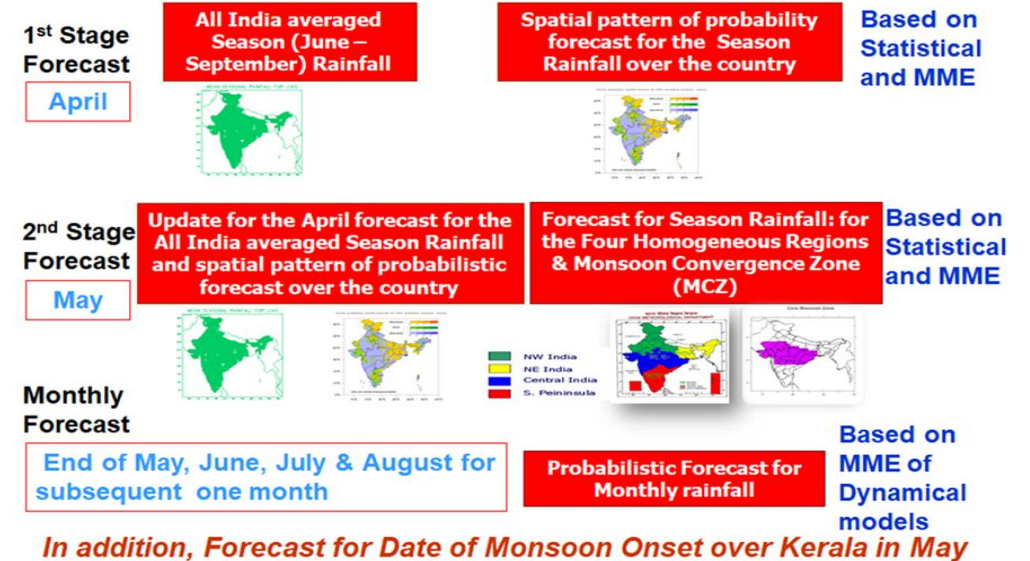 1st Stage
Forecast
April
All India averaged
Season (June –
September) Rainfall
Spatial pattern of probability
forecast for the Season
Rainfall over the country
Based on
Statistical
and MME
2nd Stage
Forecast
May
Update for the April forecast for the
All India averaged Season Rainfall
and spatial pattern of probabilistic
forecast over the country
Forecast for Season Rainfall: for
the Four Homogeneous Regions
& Monsoon Convergence Zone
(MCZ)
Based on
Statistical
and MME
NW India
NE India
Central India
S. Peininsula
Monthly
Forecast
End of May, June, July & August for
subsequent one month
Probabilistic Forecast for
Monthly rainfall
Based on
MME of
Dynamical
models
In addition, Forecast for Date of Monsoon Onset over Kerala in May